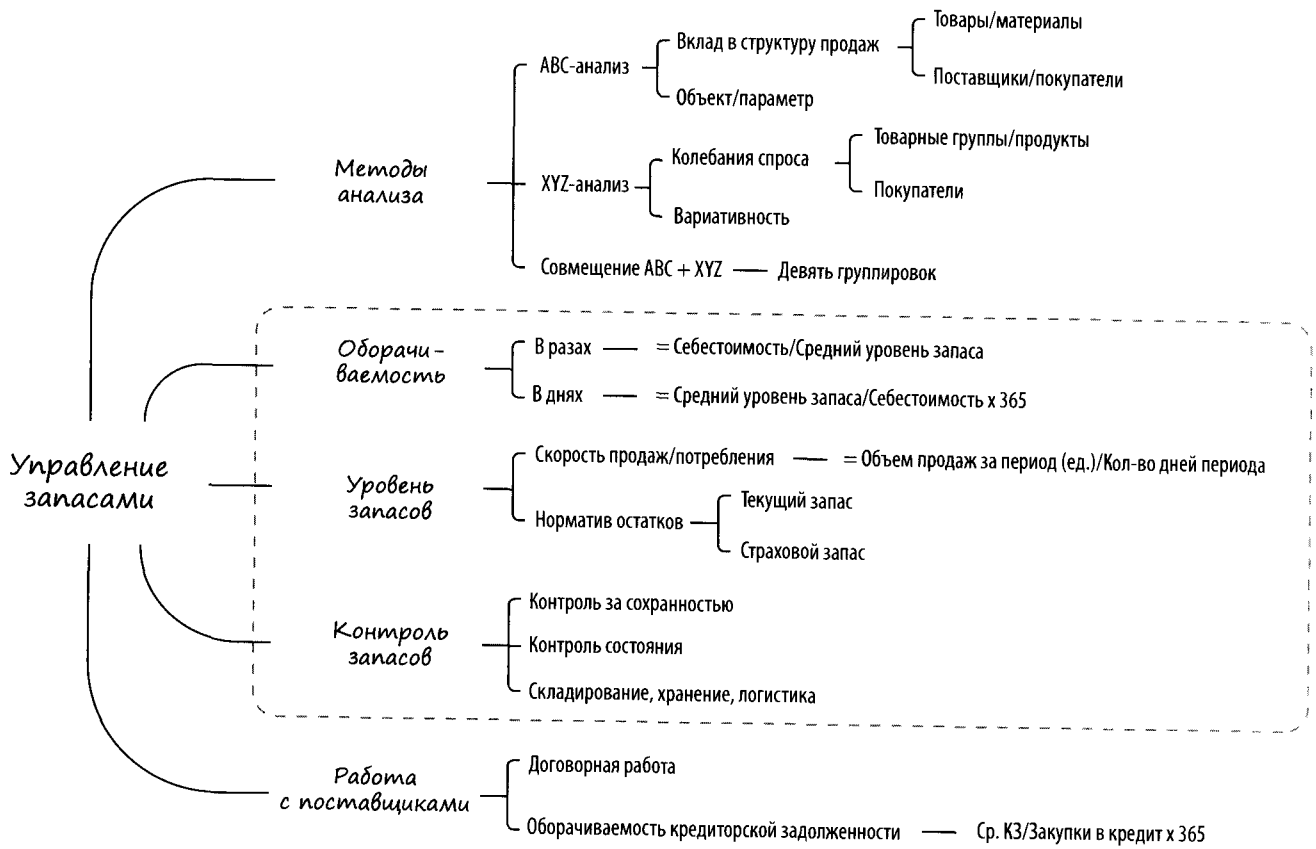 Управление
запасами
Методы
анализа
ABC-анализ
Вклад в структуру продаж
Товары/материалы
Поставщики/покупатели
Объект/параметр
XYZ-анализ
Колебания спроса
Товарные группы/продукты
Покупатели
Вариативность
Совмещение ABC + XYZ — Девять группировок
Оборачи-
ваемость
В разах — = Себестоимость/Средний уровень запаса
В днях — = Средний уровень запаса/Себестоимость x 365
Уровень
запасов
Скорость продаж/потребления — = Объем продаж за период (ед.)/Кол-во дней периода
Норматив остатков
Текущий запас
Страховой запас
Контроль
запасов
Контроль за сохранностью
Контроль состояния
Складирование, хранение, логистика
Работа
с поставщиками
Договорная работа
Оборачиваемость кредиторской задолженности — Ср. КЗ/Закупки в кредит x 365